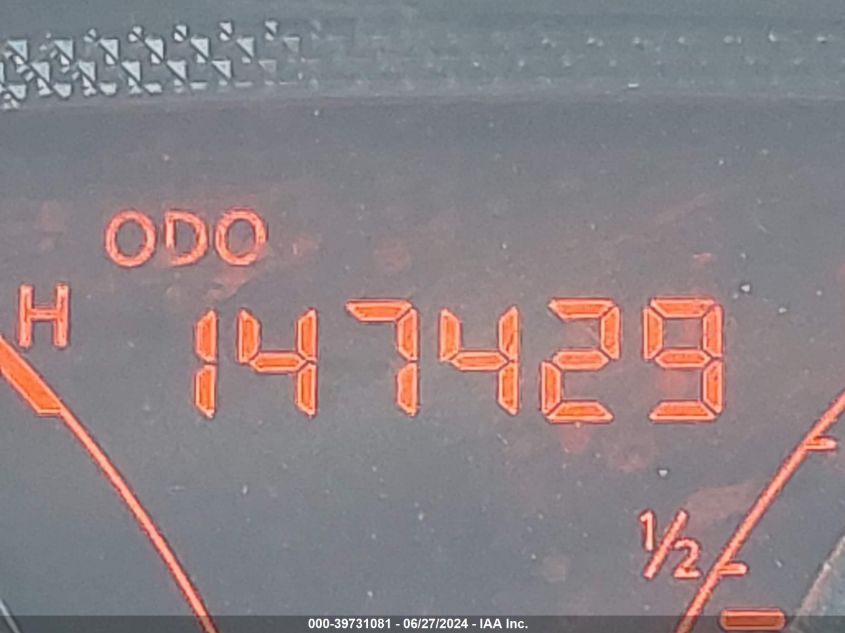 ODO
H
147429
1/2
000-39731081 - 06/27/2024 - IAA Inc.